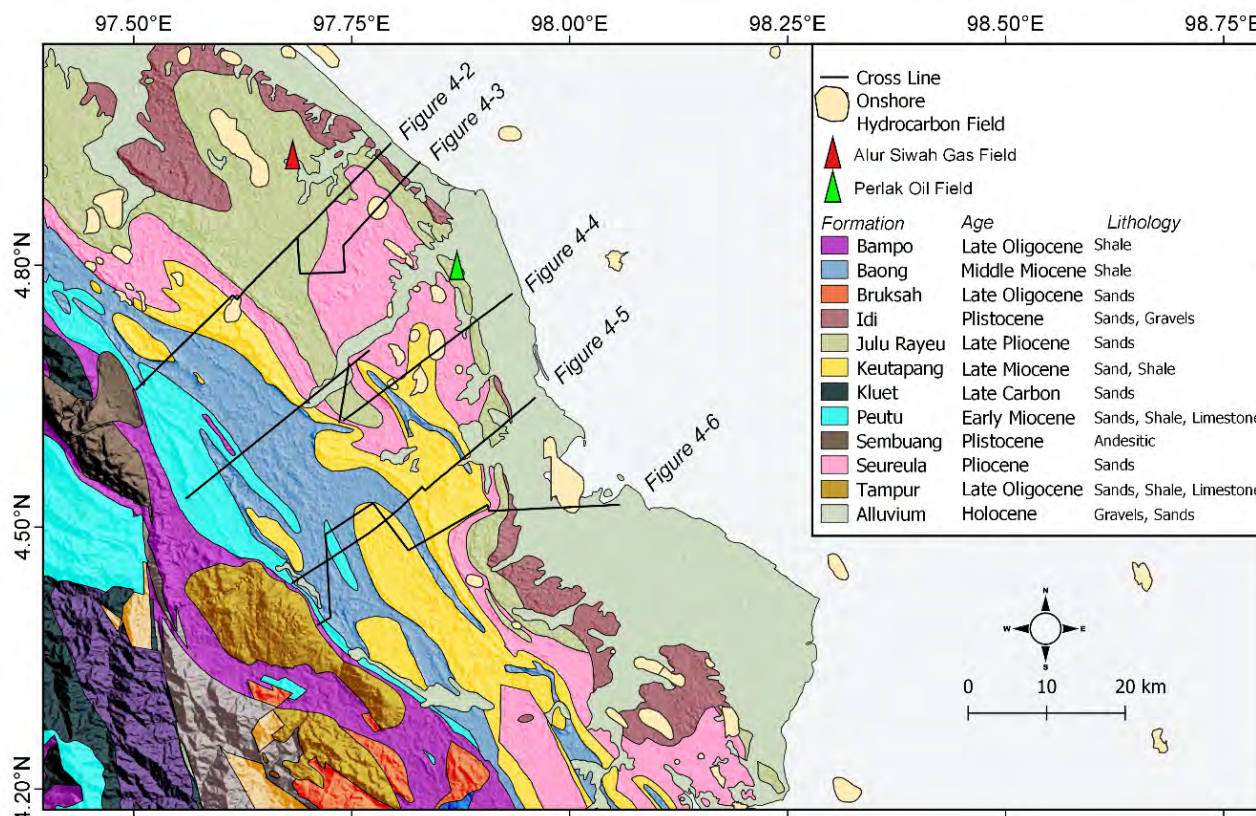 97.50°E 97.75°E 98.00°E 98.25°E 98.50°E 98.75°E
4.80°N
4.50°N
4.20°N
Figure 4-2
Figure 4-3
Figure 4-4
Figure 4-5
Figure 4-6
Cross Line
Onshore
Hydrocarbon Field
Alur Siwah Gas Field
Perlak Oil Field
Formation Age Lithology
Bampo Late Oligocene Shale
Baong Middle Miocene Shale
Bruksah Late Oligocene Sands
Idi Plistocene Sands, Gravels
Julu Rayeu Late Pliocene Sands
Keutapang Late Miocene Sand, Shale
Kluet Late Carbon Sands
Peutu Early Miocene Sands, Shale, Limestone
Sembuang Plistocene Andesitic
Seureula Pliocene Sands
Tampur Late Oligocene Sands, Shale, Limestone
Alluvium Holocene Gravels, Sands
N
W E
S
0 10 20 km